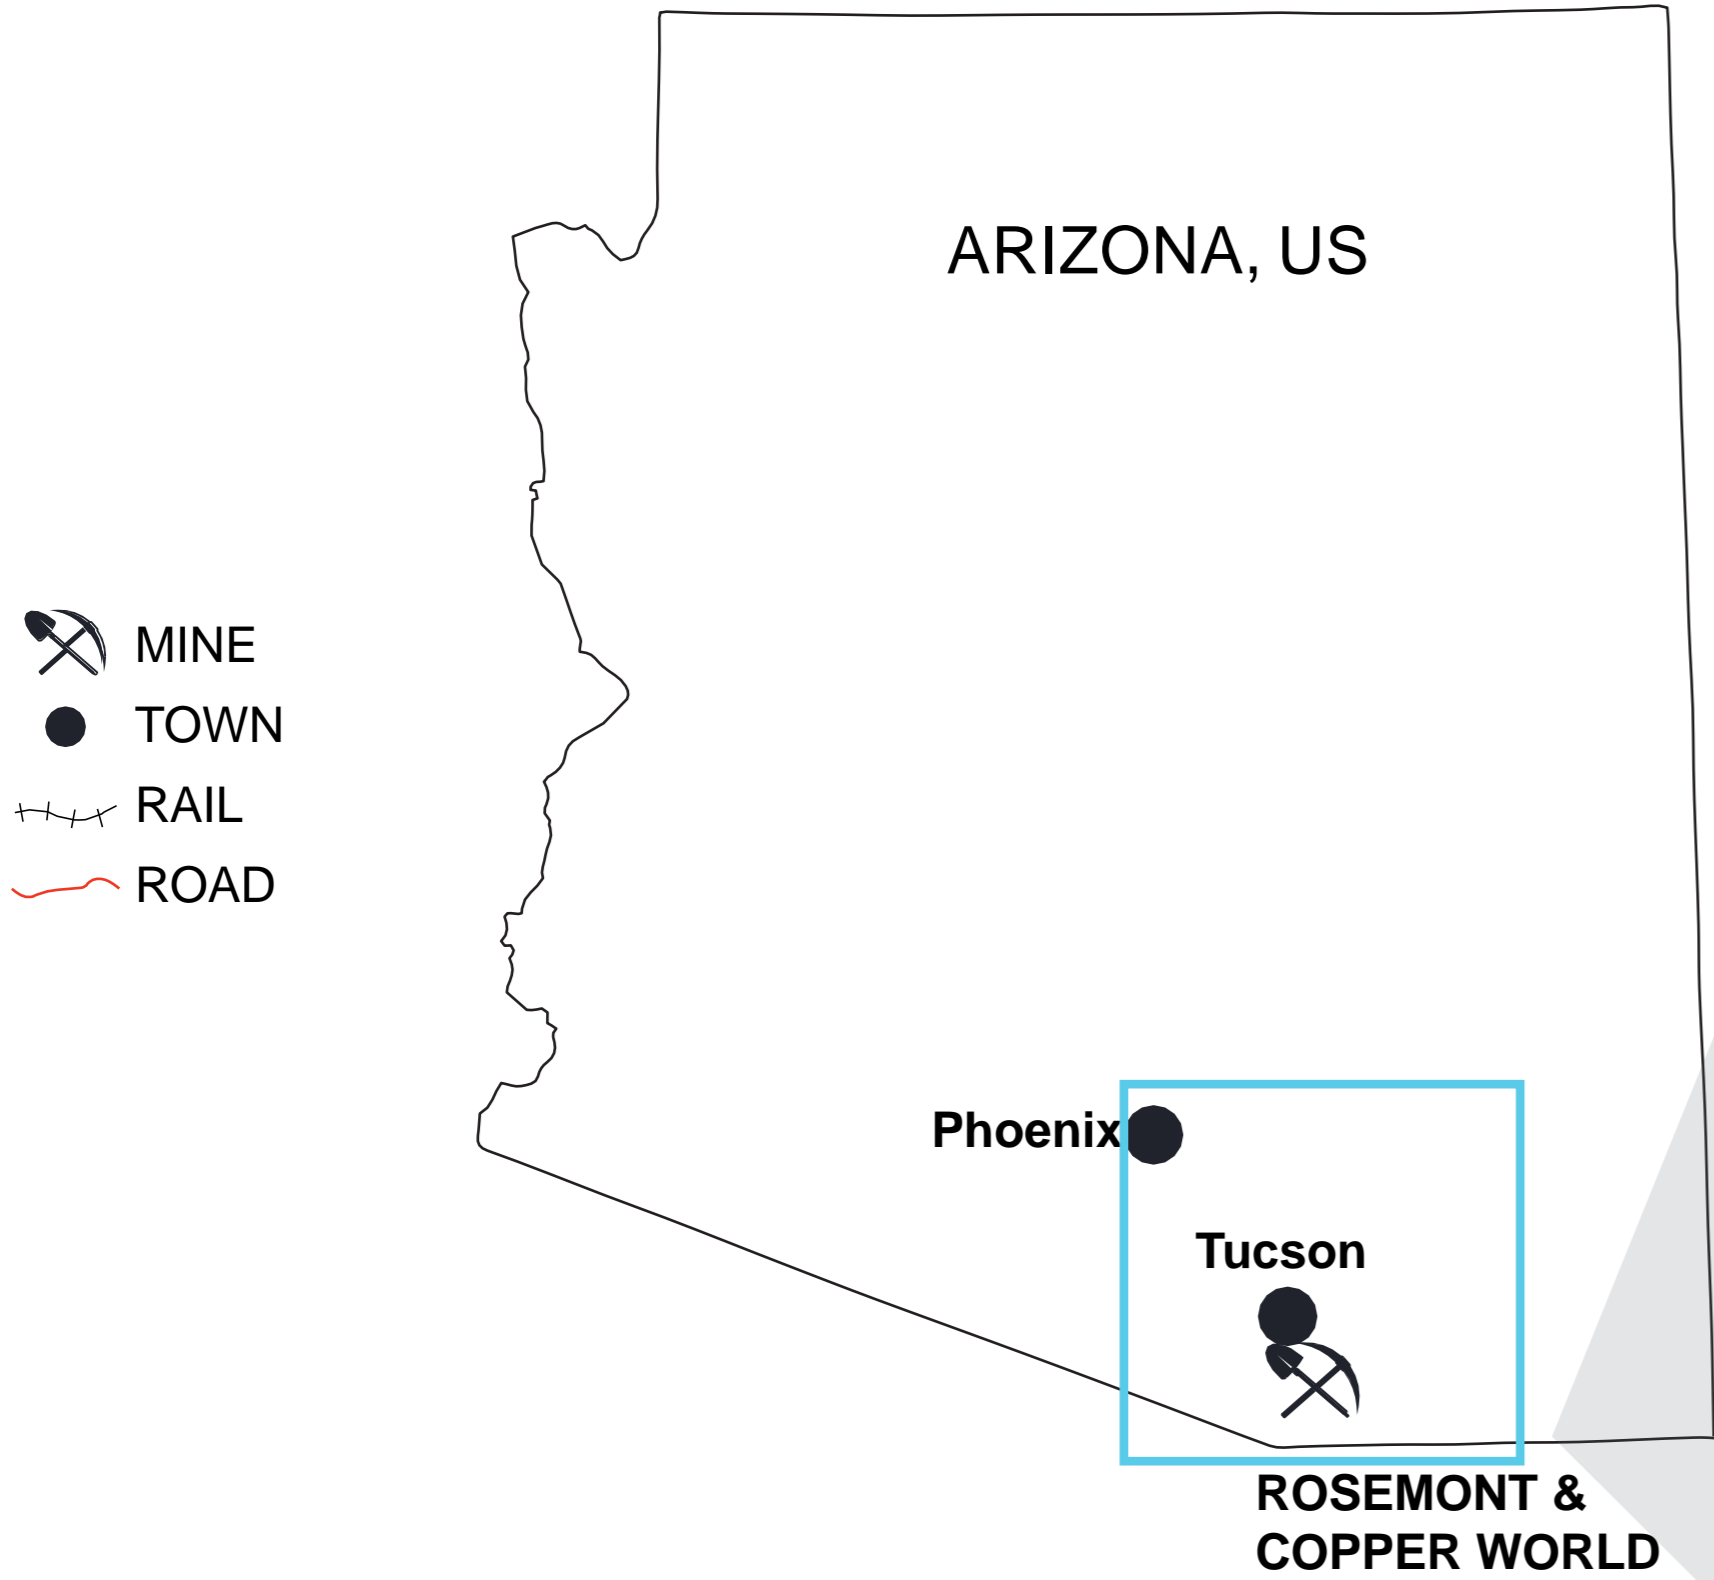 ARIZONA, US
MINE
TOWN
RAIL
ROAD
Phoenix
Tucson
ROSEMONT &
COPPER WORLD